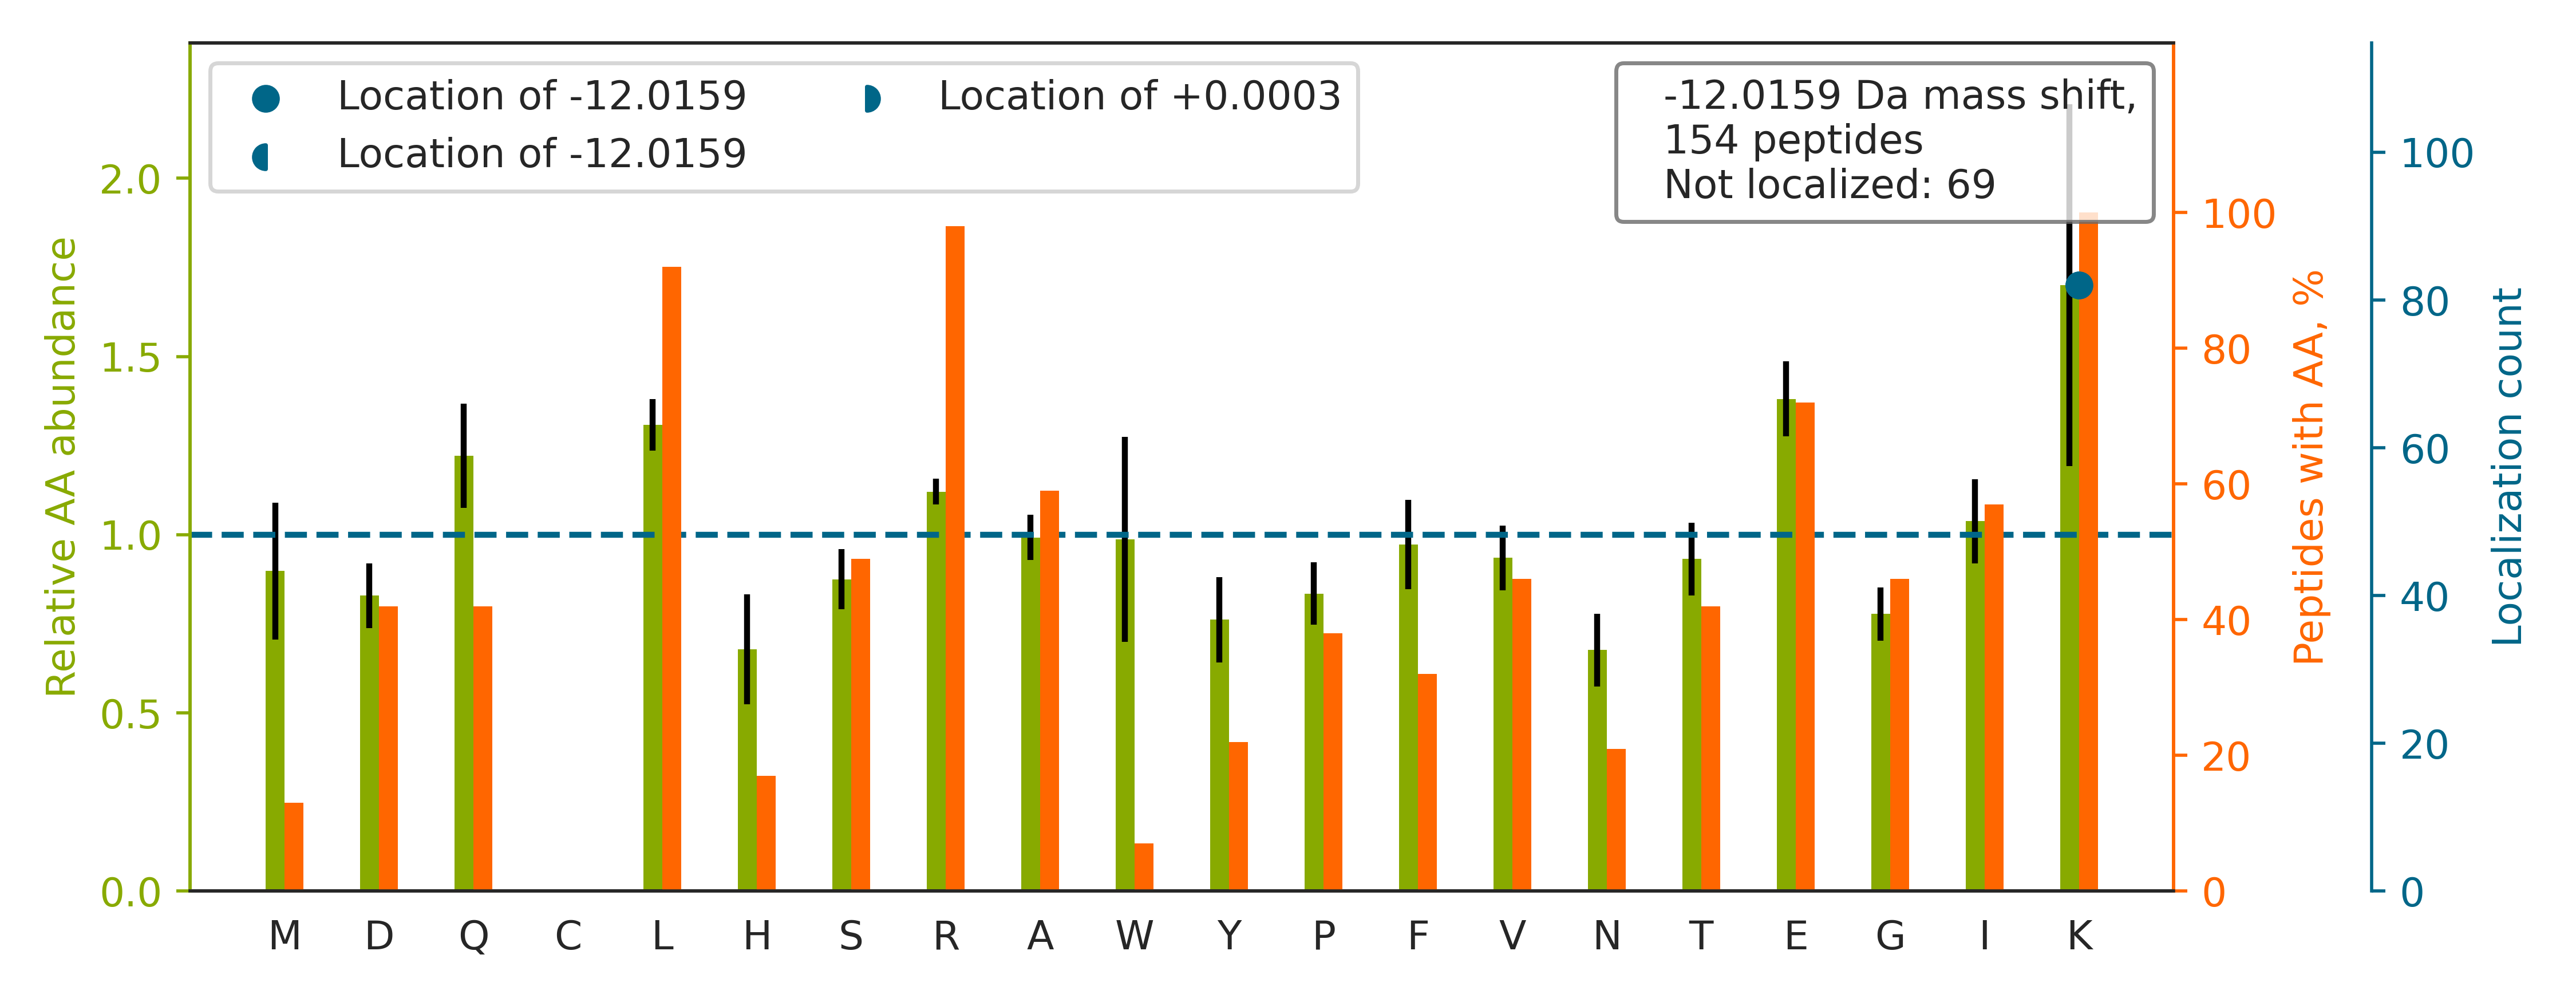 Location of -12.0159
Location of -12.0159
Location of +0.0003
-12.0159 Da mass shift,
154 peptides
Not localized: 69
Relative AA abundance
2.0
1.5
1.0
0.5
0.0
M D Q C L H S R A W Y P F V N T E G I K
100
80
60
40
20
0
Peptides with AA, %
100
80
60
40
20
0
Localization count